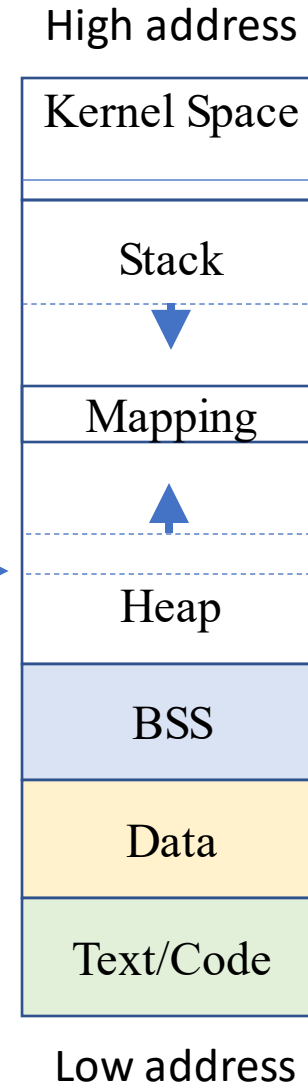 High address
Kernel Space
Stack
Mapping
Heap
BSS
Data
Text/Code
Low address